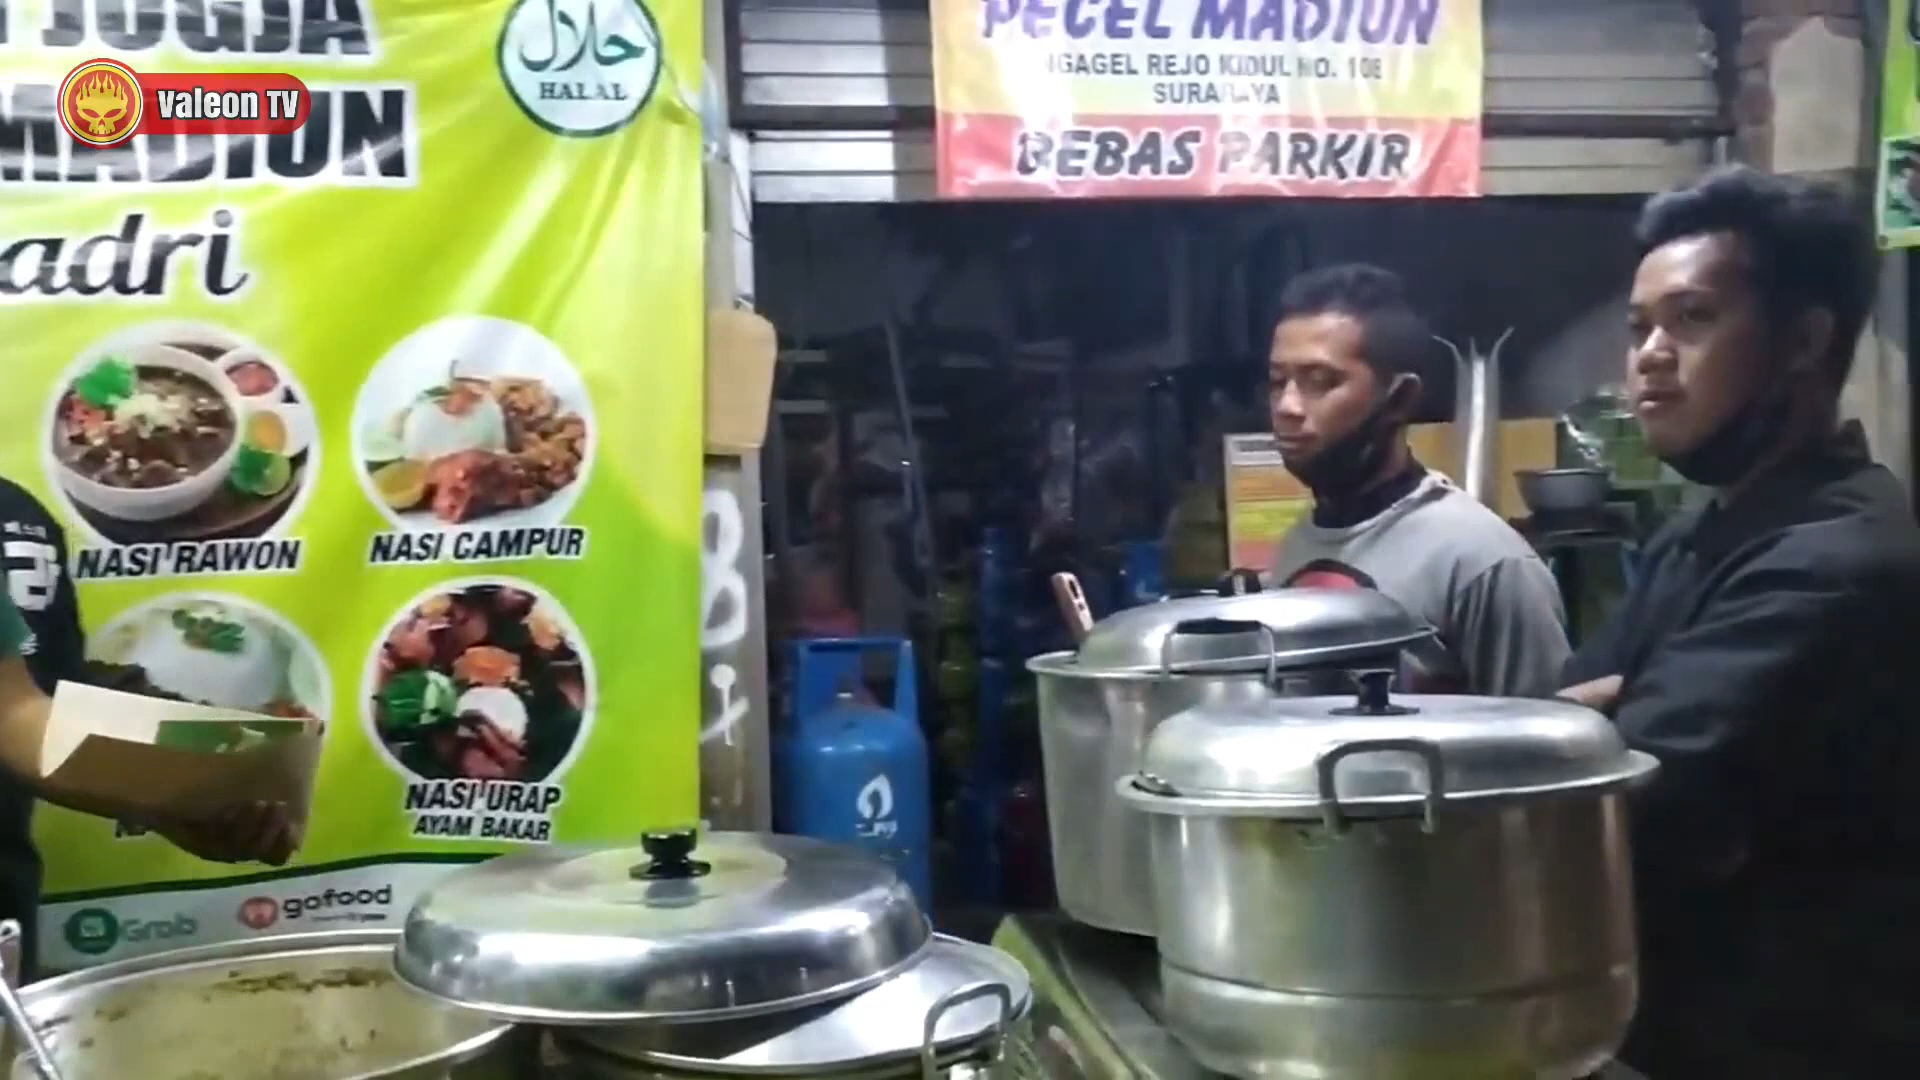 JOGJA
MADIUN
adri
حلال
HALAL
valeon TV
PECEL MADIUN
NGAGEL REJO KIDUL NO. 108
SURABAYA
BEBAS PARKIR
NASI RAWON
NASI CAMPUR
NASI URAP
AYAM BAKAR
Grab
gofood